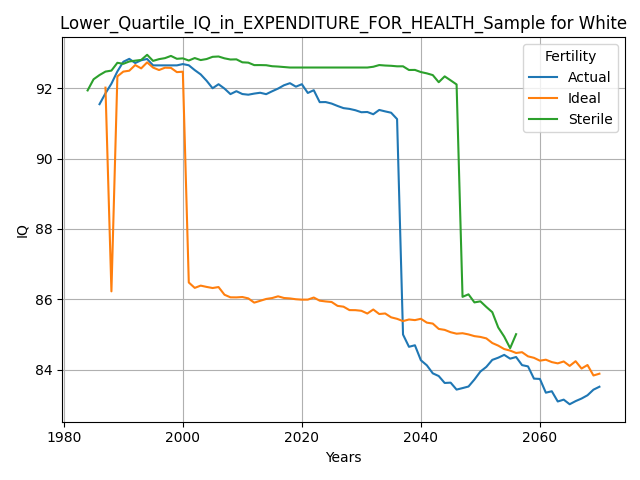 Lower_Quartile_IQ_in_EXPENDITURE_FOR_HEALTH_Sample for White
Fertility
Actual
Ideal
Sterile
IQ
92
90
88
86
84
1980
2000
2020
2040
2060
Years